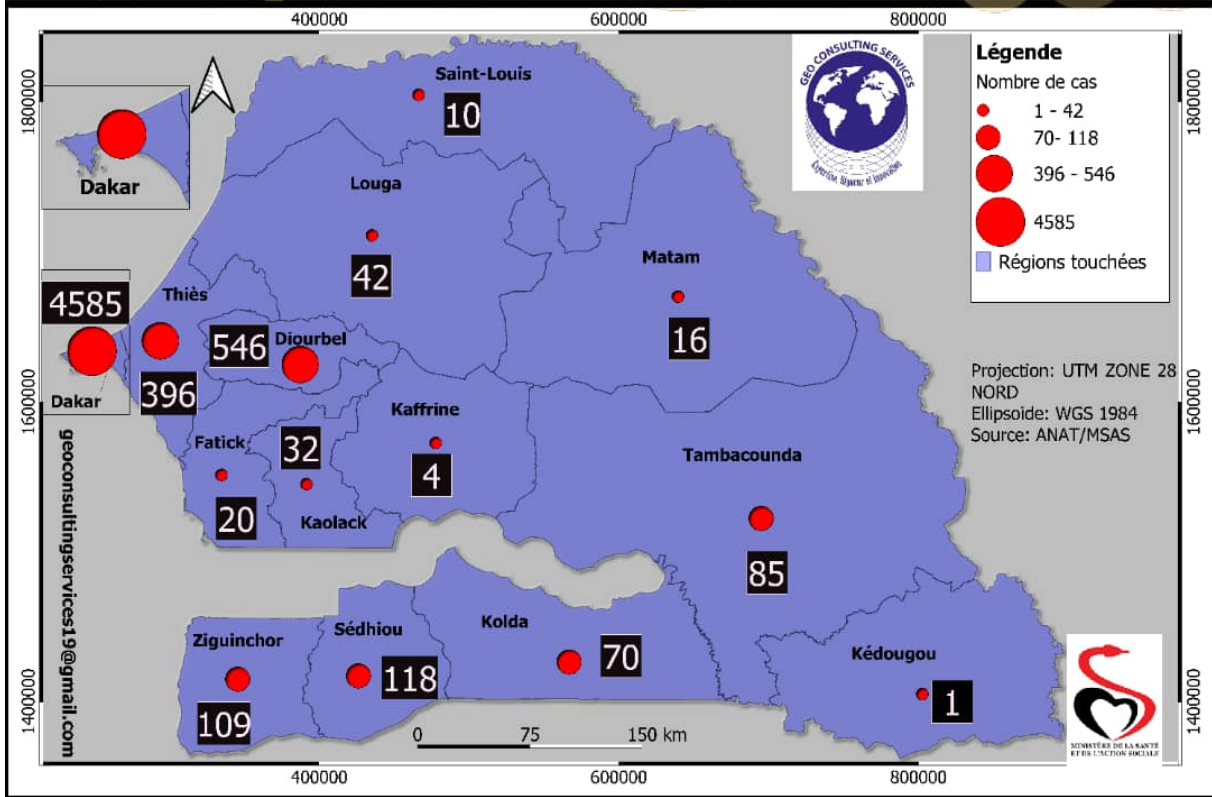 400000
600000
800000
1800000
1800000
Saint-Louis
10
GEO CONSULTING SERVICES
Expertise, Rigueur et Innovation
Légende
Nombre de cas
1 - 42
70- 118
396 - 546
4585
Régions touchées
Dakar
Louga
42
Matam
16
4585
Thiès
546
Diourbel
Dakar
396
Projection: UTM ZONE 28
NORD
Ellipsoide: WGS 1984
Source: ANAT/MSAS
1600000
1600000
Kaffrine
4
Fatick
32
20
Kaolack
Tambacounda
85
geoconsultingservices19@gmail.com
Ziguinchor
109
Sédhiou
118
Kolda
70
Kédougou
1
1400000
1400000
0
75
150 km
MINISTÈRE DE LA SANTÉ
ET DE L'ACTION SOCIALE
400000
600000
800000